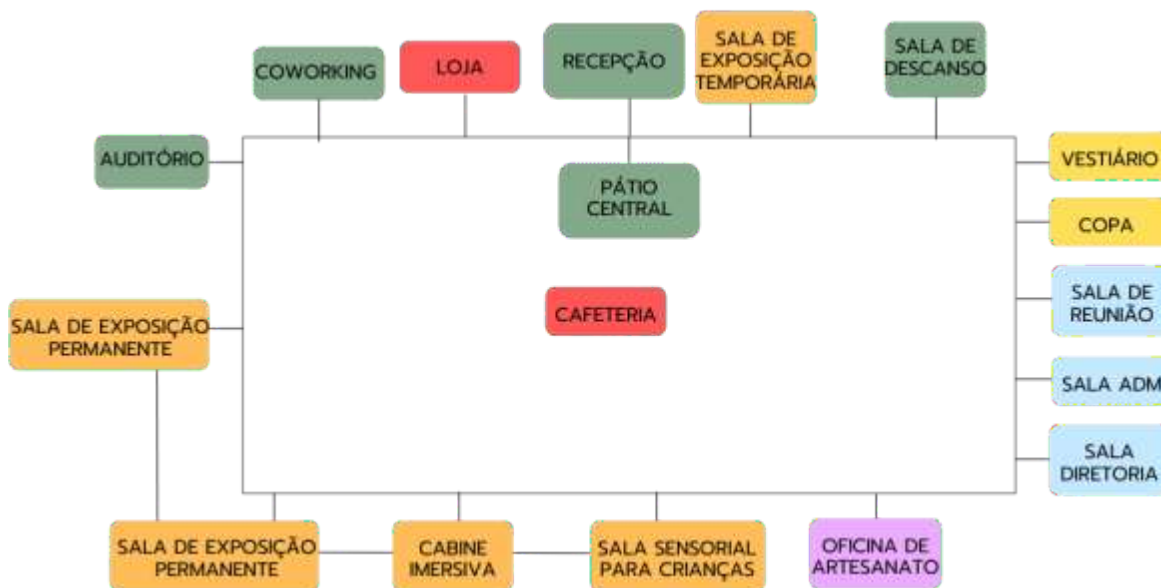 COWORKING
LOJA
RECEPÇÃO
SALA DE
EXPOSIÇÃO
TEMPORÁRIA
SALA DE
DESCANSO
AUDITÓRIO
VESTIÁRIO
PÁTIO
CENTRAL
COPA
SALA DE
REUNIÃO
CAFETERIA
SALA DE EXPOSIÇÃO
PERMANENTE
SALA ADM
SALA
DIRETORIA
SALA DE EXPOSIÇÃO
PERMANENTE
CABINE
IMERSIVA
SALA SENSORIAL
PARA CRIANÇAS
OFICINA DE
ARTESANATO